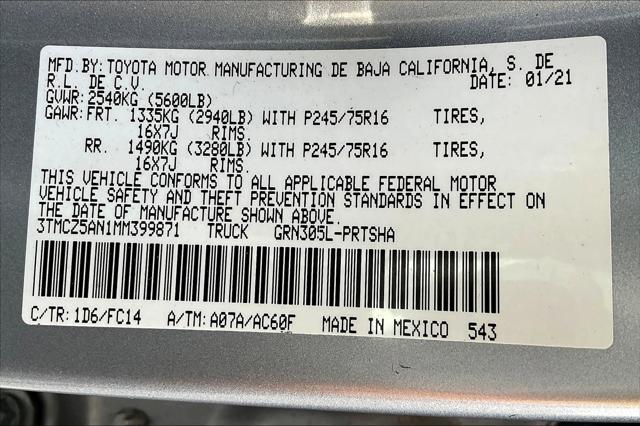 MFD.BY:TOYOTA MOTOR MANUFACTURING DE BAJA CALIFORNIA, S. DE
R.L. DE C.V. DATE: 01/21
GVWR:2540KG (5600LB)
GAWR:FRT. 1335KG (2940LB) WITH P245/75R16 TIRES,
16X7J RIMS.
RR. 1490KG (3280LB) WITH P245/75R16 TIRES,
16X7J RIMS.
THIS VEHICLE CONFORMS TO ALL APPLICABLE FEDERAL MOTOR
VEHICLE SAFETY AND THEFT PREVENTION STANDARDS IN EFFECT ON
THE DATE OF MANUFACTURE SHOWN ABOVE.
3TMCZ5AN1MM399871 TRUCK GRN305L-PRTSHA
C/TR:1D6/FC14 A/TM:A07A/AC60F MADE IN MEXICO 543